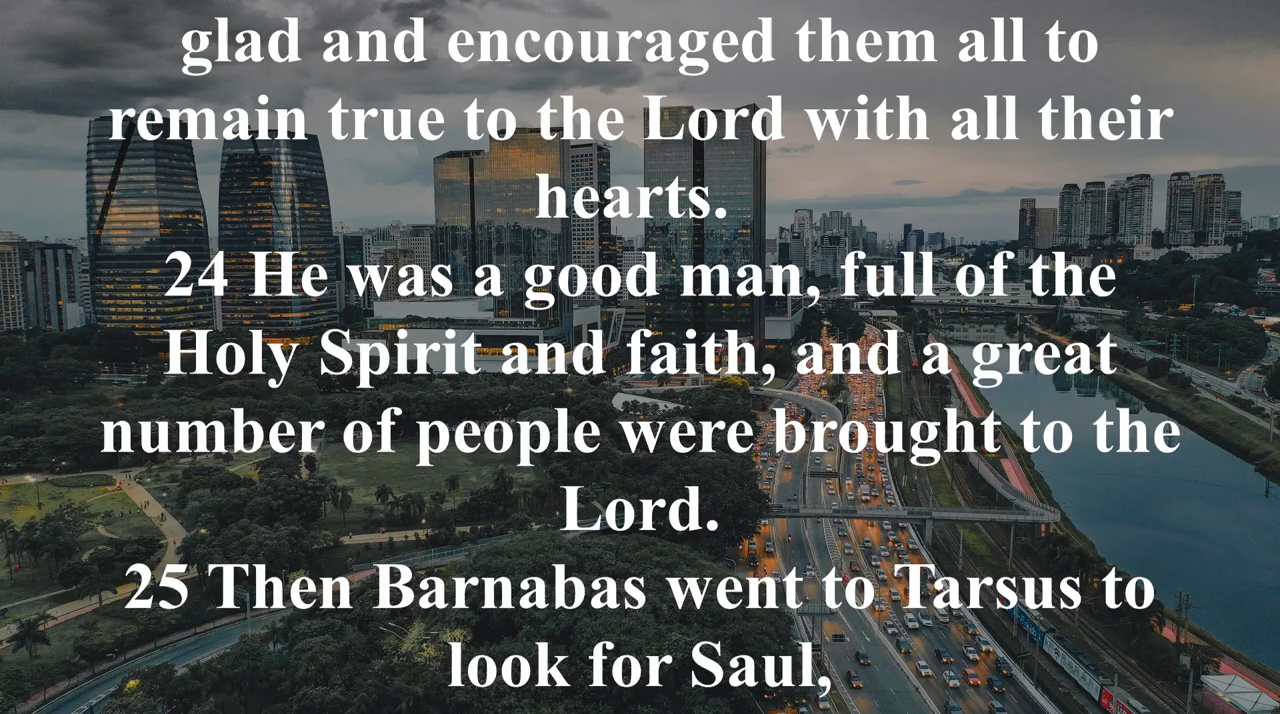 glad and encouraged them all to
remain true to the Lord with all their
hearts.
24 He was a good man, full of the
Holy Spirit and faith, and a great
number of people were brought to the
Lord.
25 Then Barnabas went to Tarsus to
look for Saul,